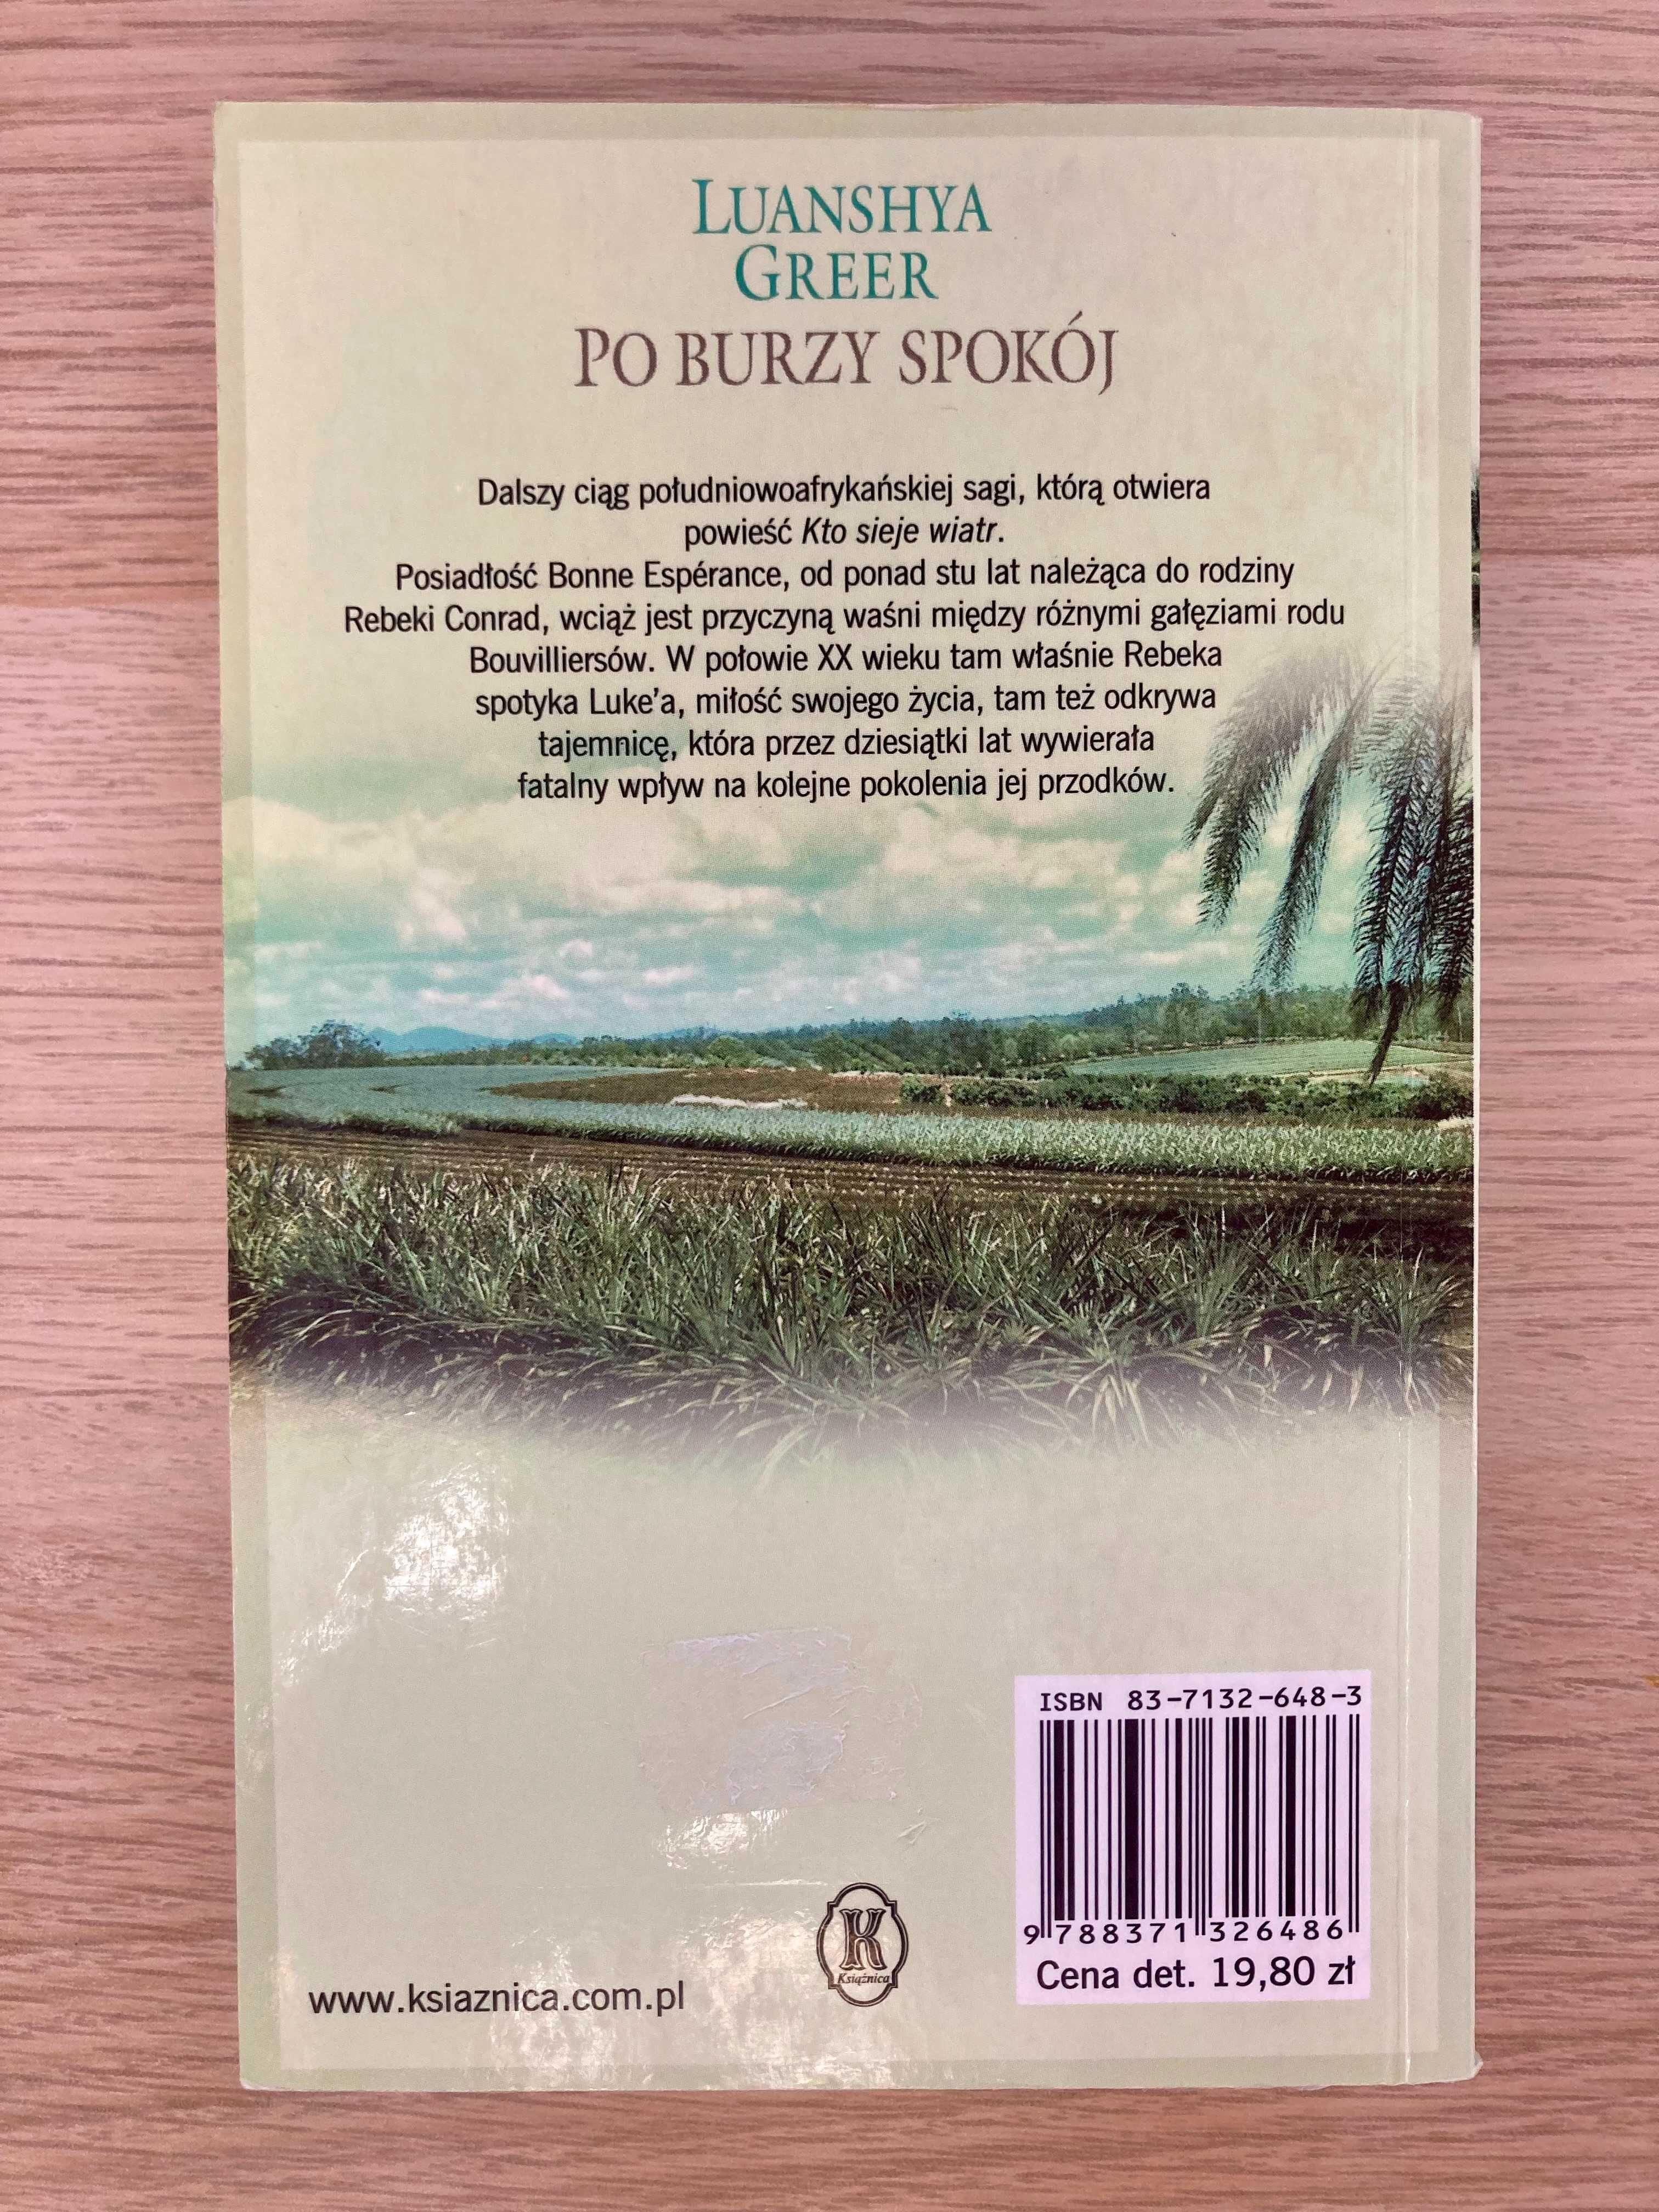 LUANSHYA
GREER
PO BURZY SPOKÓJ
Dalszy ciąg południowoafrykańskiej sagi, którą otwiera
powieść Kto sieje wiatr.
Posiadłość Bonne Espérance, od ponad stu lat należąca do rodziny
Rebeki Conrad, wciąż jest przyczyną waśni między różnymi gałęziami rodu
Bouvilliersów. W połowie XX wieku tam właśnie Rebeka
spotyka Luke’a, miłość swojego życia, tam też odkrywa
tajemnicę, która przez dziesiątki lat wywierała
fatalny wpływ na kolejne pokolenia jej przodków.
ISBN 83-7132-648-3
9 788371 326486
Cena det. 19,80 zł
K
Książnica
www.ksiaznica.com.pl